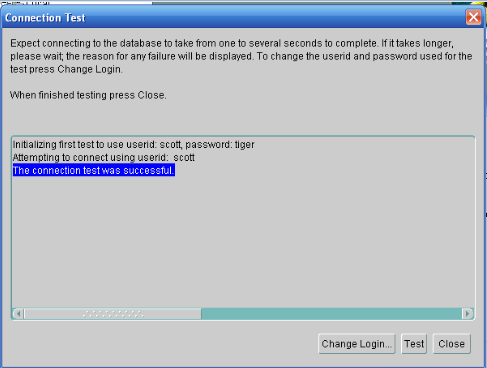 Connection Test
Expect connecting to the database to take from one to several seconds to complete. If it takes longer,
please wait; the reason for any failure will be displayed. To change the userid and password used for the
test press Change Login.
When finished testing press Close.
Initializing first test to use userid: scott, password: tiger
Attempting to connect using userid:  scott
The connection test was successful.
Change Login...
Test
Close